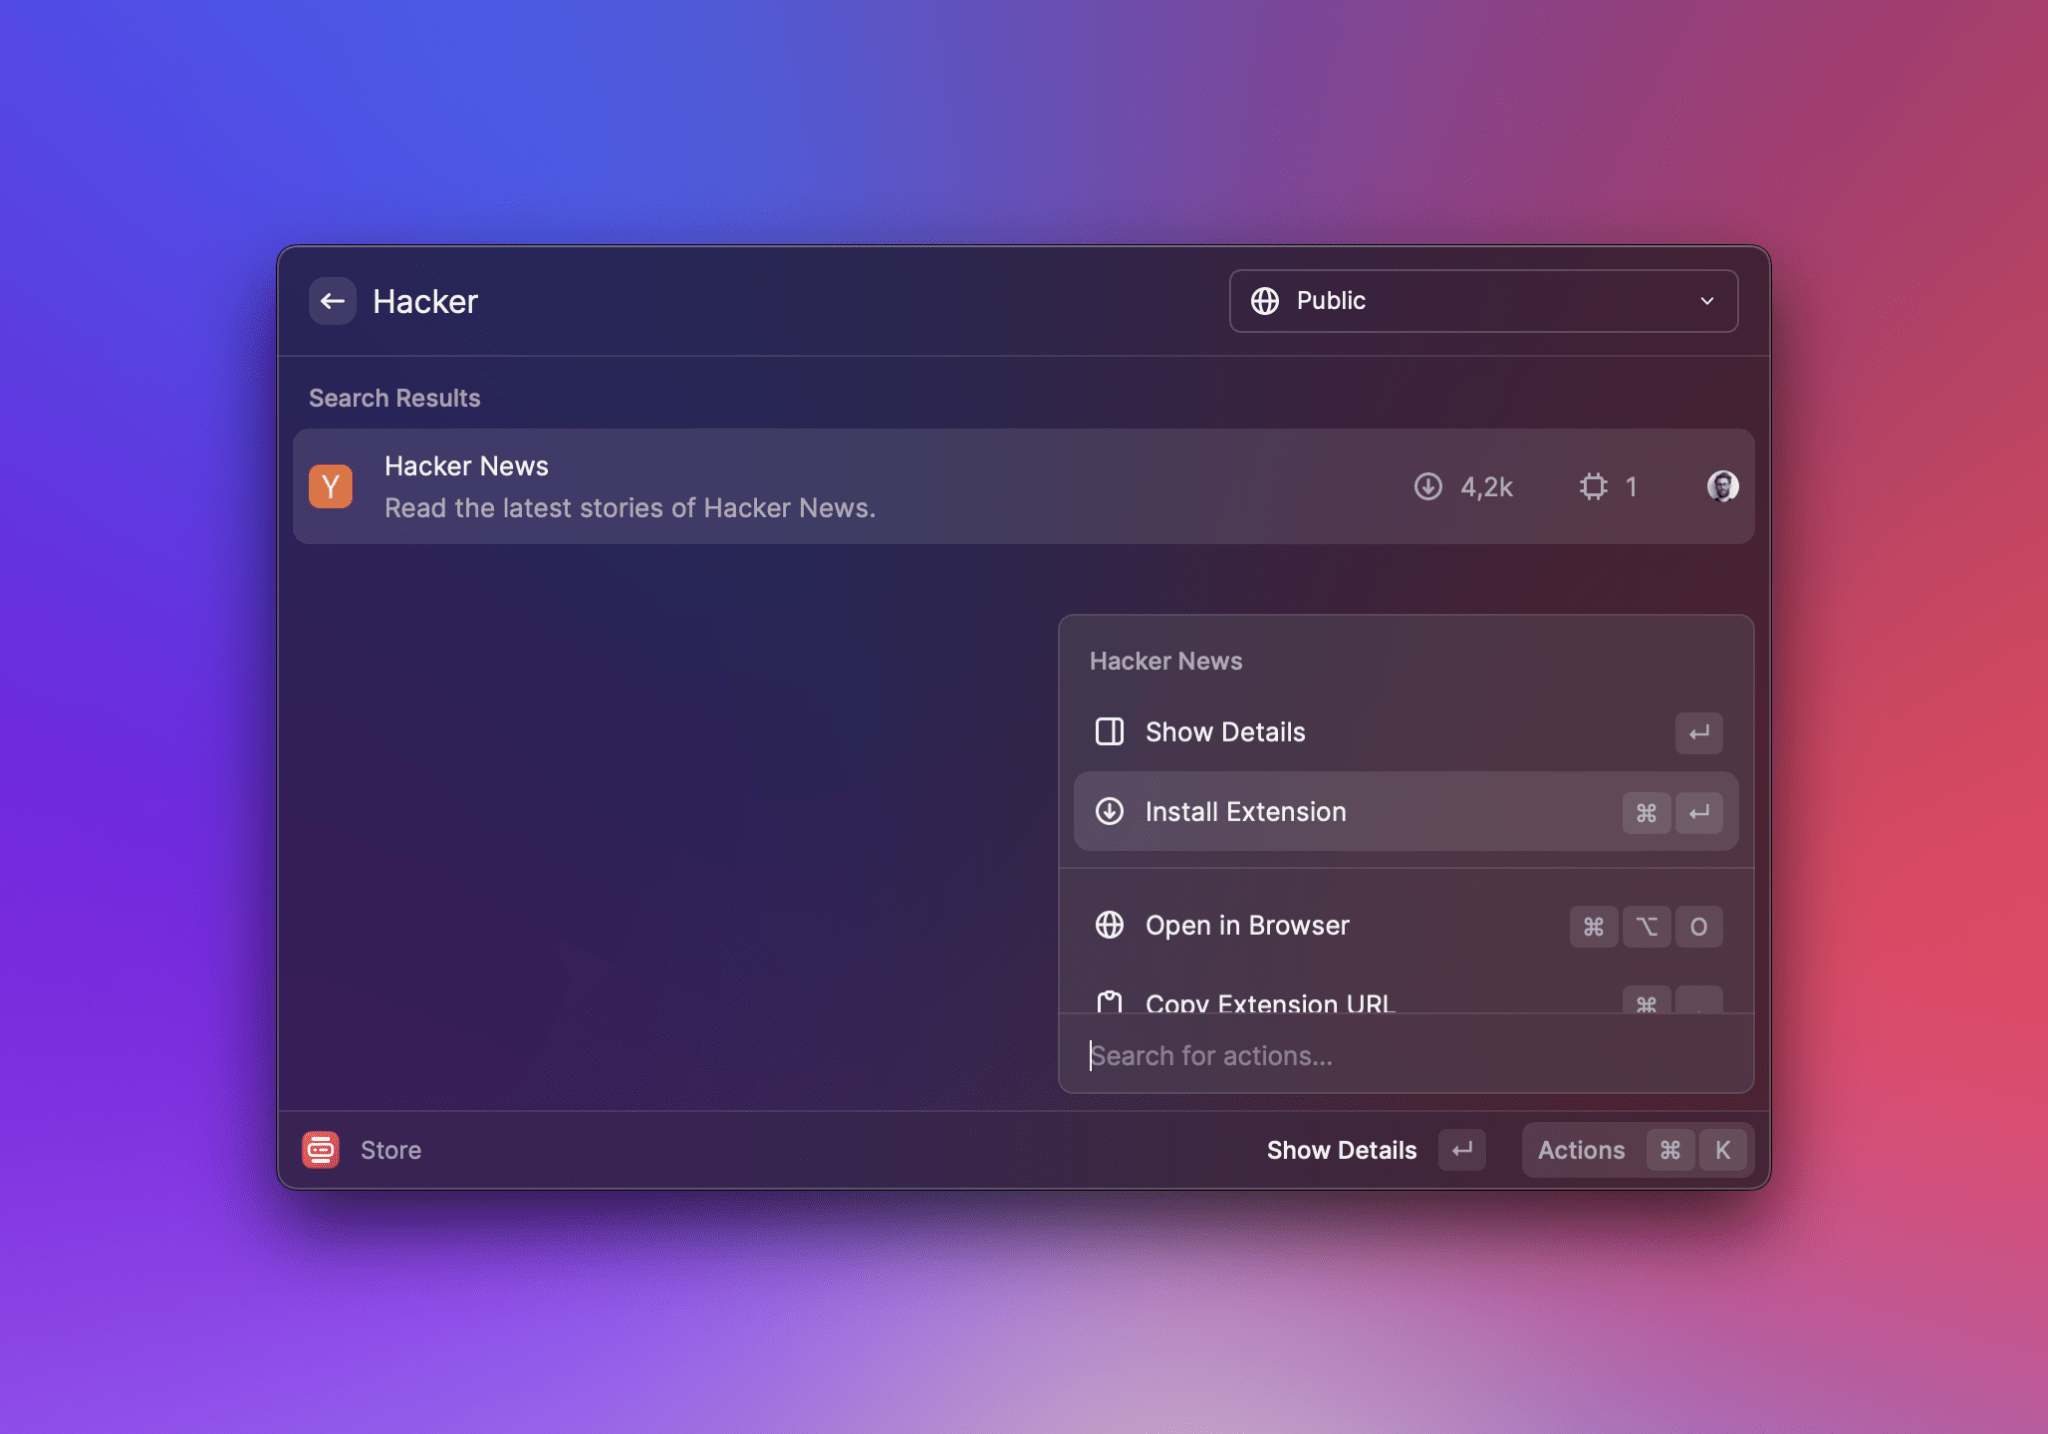 Hacker
Public
Search Results
Y
Hacker News
Read the latest stories of Hacker News.
4,2k
1
Hacker News
Show Details ↵
Install Extension ⌘ ↵
Open in Browser ⌘ ⌥ O
Copy Extension URL ⌘
Search for actions...
Store
Show Details ↵
Actions ⌘ K